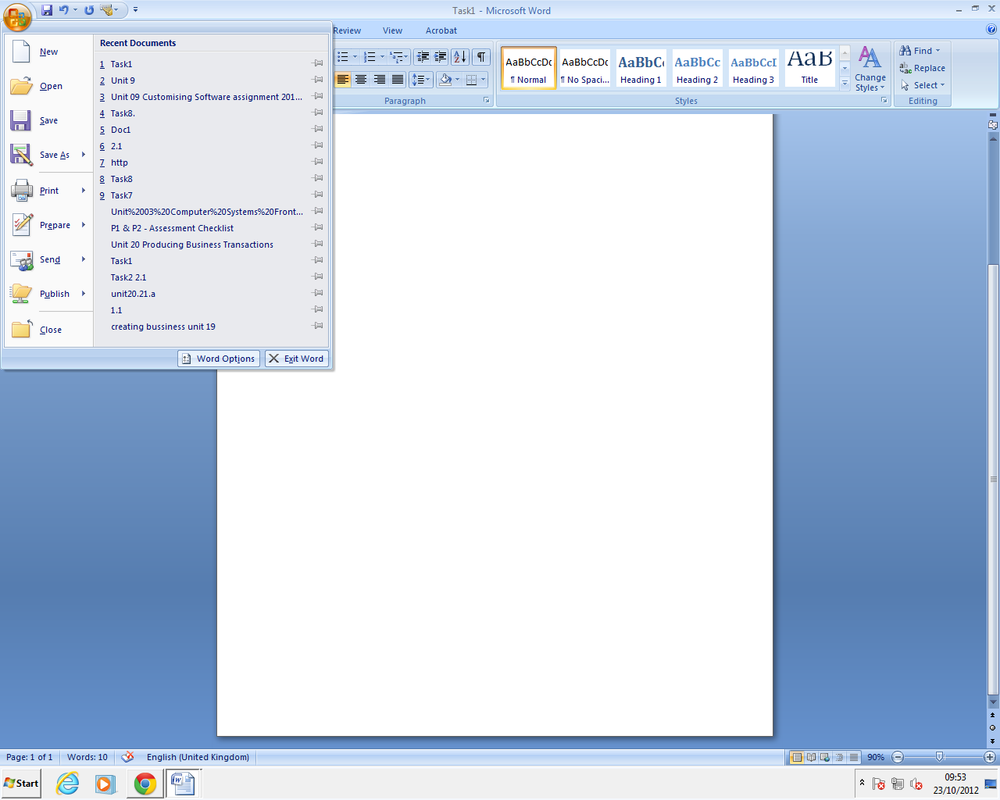 Task1 - Microsoft Word
Review View Acrobat
New
Open
Save
Save As
Print
Prepare
Send
Publish
Close
Recent Documents
1 Task1
2 Unit 9
3 Unit 09 Customising Software assignment 201...
4 Task8.
5 Doc1
6 2.1
7 http
8 Task8
9 Task7
Unit%2003%20Computer%20Systems%20Front...
P1 & P2 - Assessment Checklist
Unit 20 Producing Business Transactions
Task1
Task2 2.1
unit20.21.a
1.1
creating bussiness unit 19
Word Options Exit Word
Paragraph
AaBbCcDc AaBbCcDc AaBbCc AaBbCc AaBbCcI AaB
¶ Normal ¶ No Spaci... Heading 1 Heading 2 Heading 3 Title
Change
Styles
Styles
Find
Replace
Select
Editing
Page: 1 of 1 Words: 10 English (United Kingdom) 90%
Start
09:53
23/10/2012